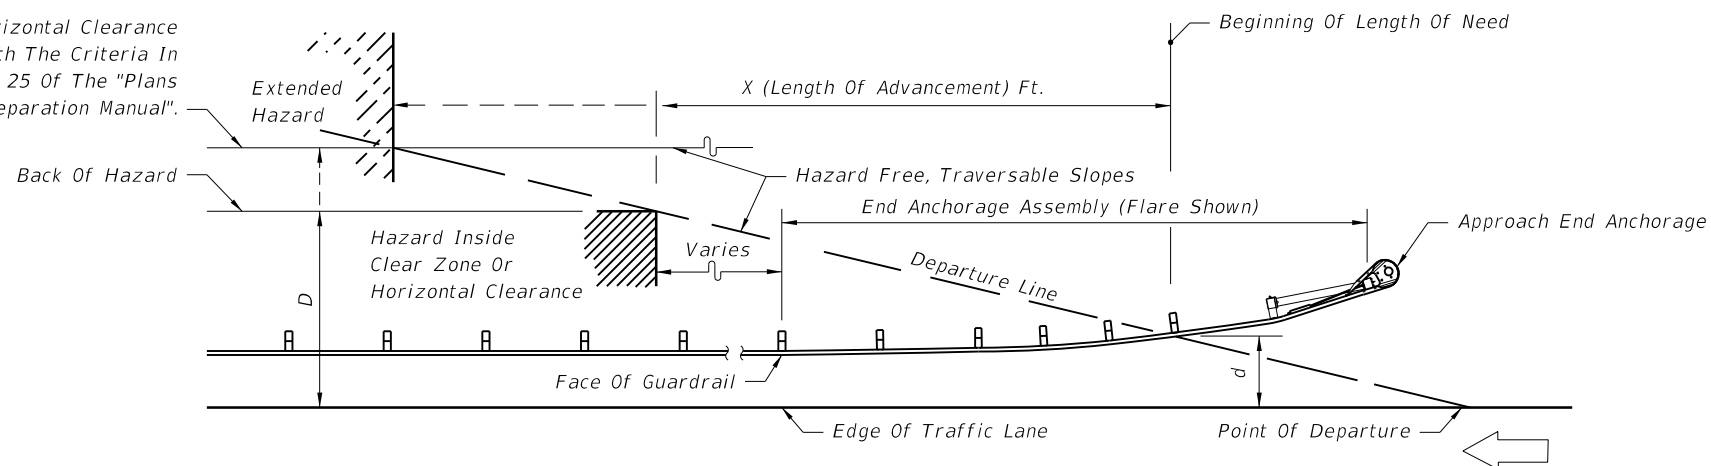 izontal Clearance
th The Criteria In
25 Of The "Plans
eparation Manual".
Back Of Hazard
Extended
Hazard
X (Length Of Advancement) Ft.
Beginning Of Length Of Need
Hazard Free, Traversable Slopes
End Anchorage Assembly (Flare Shown)
Approach End Anchorage
Hazard Inside
Clear Zone Or
Horizontal Clearance
Varies
Departure Line
D
d
Face Of Guardrail
Edge Of Traffic Lane
Point Of Departure